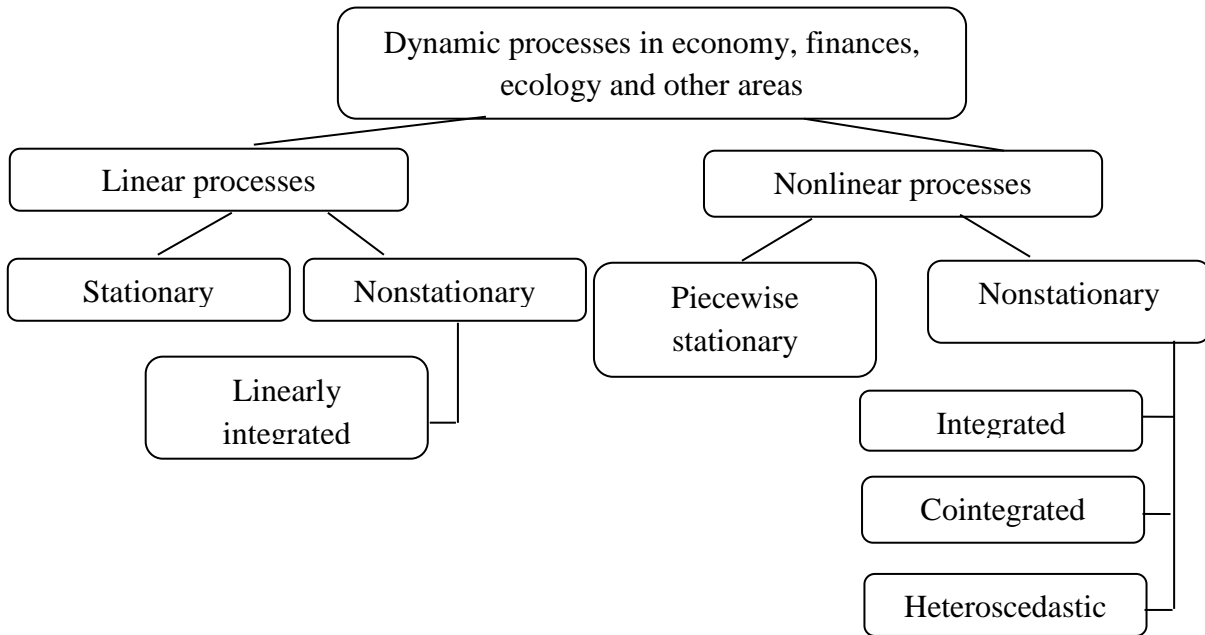 Dynamic processes in economy, finances,
ecology and other areas
Linear processes
Nonlinear processes
Stationary
Nonstationary
Piecewise
stationary
Nonstationary
Linearly
integrated
Integrated
Cointegrated
Heteroscedastic